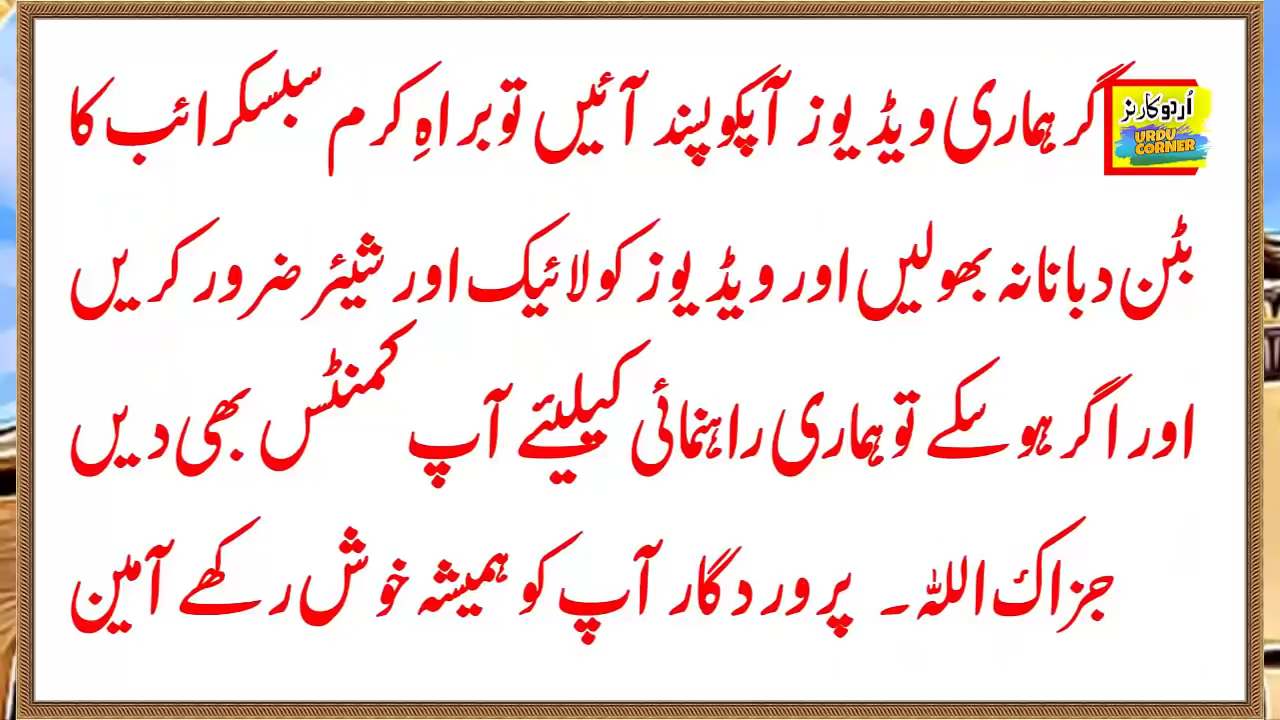 گر ہماری ویڈیوز آپکو پسند آئیں تو براہِ کرم سبسکرائب کا
اُردو کارنر
URDU
CORNER
بٹن دبانا نہ بھولیں اور ویڈیوز کو لائیک اور شیئر ضرور کریں
اور اگر ہو سکے تو ہماری راہنمائی کیلیئے آپ کمنٹس بھی دیں
جزاک اللہ۔ پروردگار آپ کو ہمیشہ خوش رکھے آمین